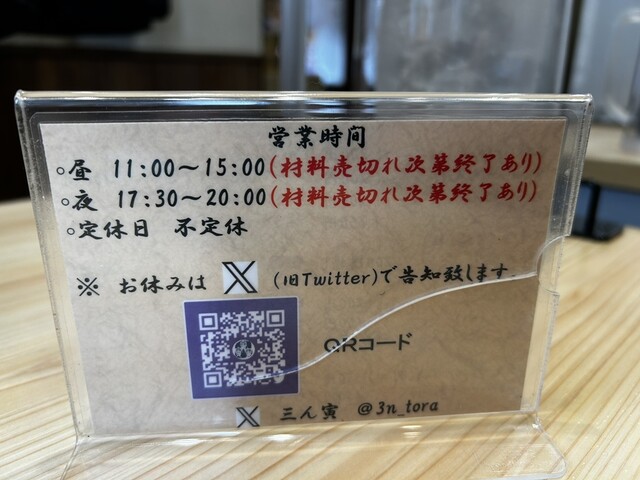 営業時間
○昼 11:00～15:00(材料売切れ次第終了あり)
○夜 17:30～20:00(材料売切れ次第終了あり)
○定休日 不定休
※ お休みは X (旧Twitter)で告知致します
QRコード
X 三ん寅 @3n_tora